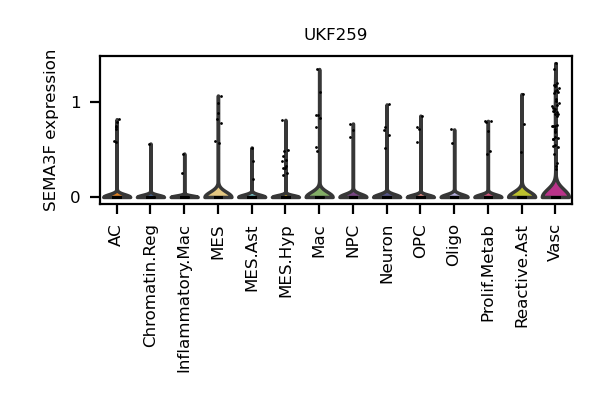 UKF259
SEMA3F expression
1
0
AC
Chromatin.Reg
Inflammatory.Mac
MES
MES.Ast
MES.Hyp
Mac
NPC
Neuron
OPC
Oligo
Prolif.Metab
Reactive.Ast
Vasc